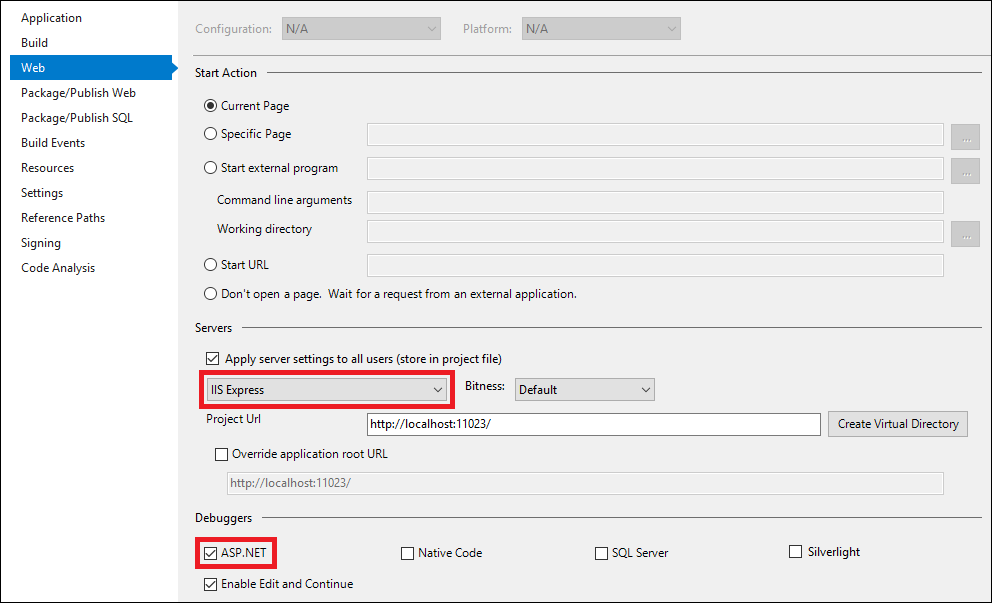 Application
Build
Web
Package/Publish Web
Package/Publish SQL
Build Events
Resources
Settings
Reference Paths
Signing
Code Analysis
Configuration: N/A Platform: N/A
Start Action
Current Page
Specific Page ...
Start external program ...
Command line arguments
Working directory ...
Start URL
Don't open a page. Wait for a request from an external application.
Servers
Apply server settings to all users (store in project file)
IIS Express Bitness: Default
Project Url http://localhost:11023/ Create Virtual Directory
Override application root URL
http://localhost:11023/
Debuggers
ASP.NET Native Code SQL Server Silverlight
Enable Edit and Continue